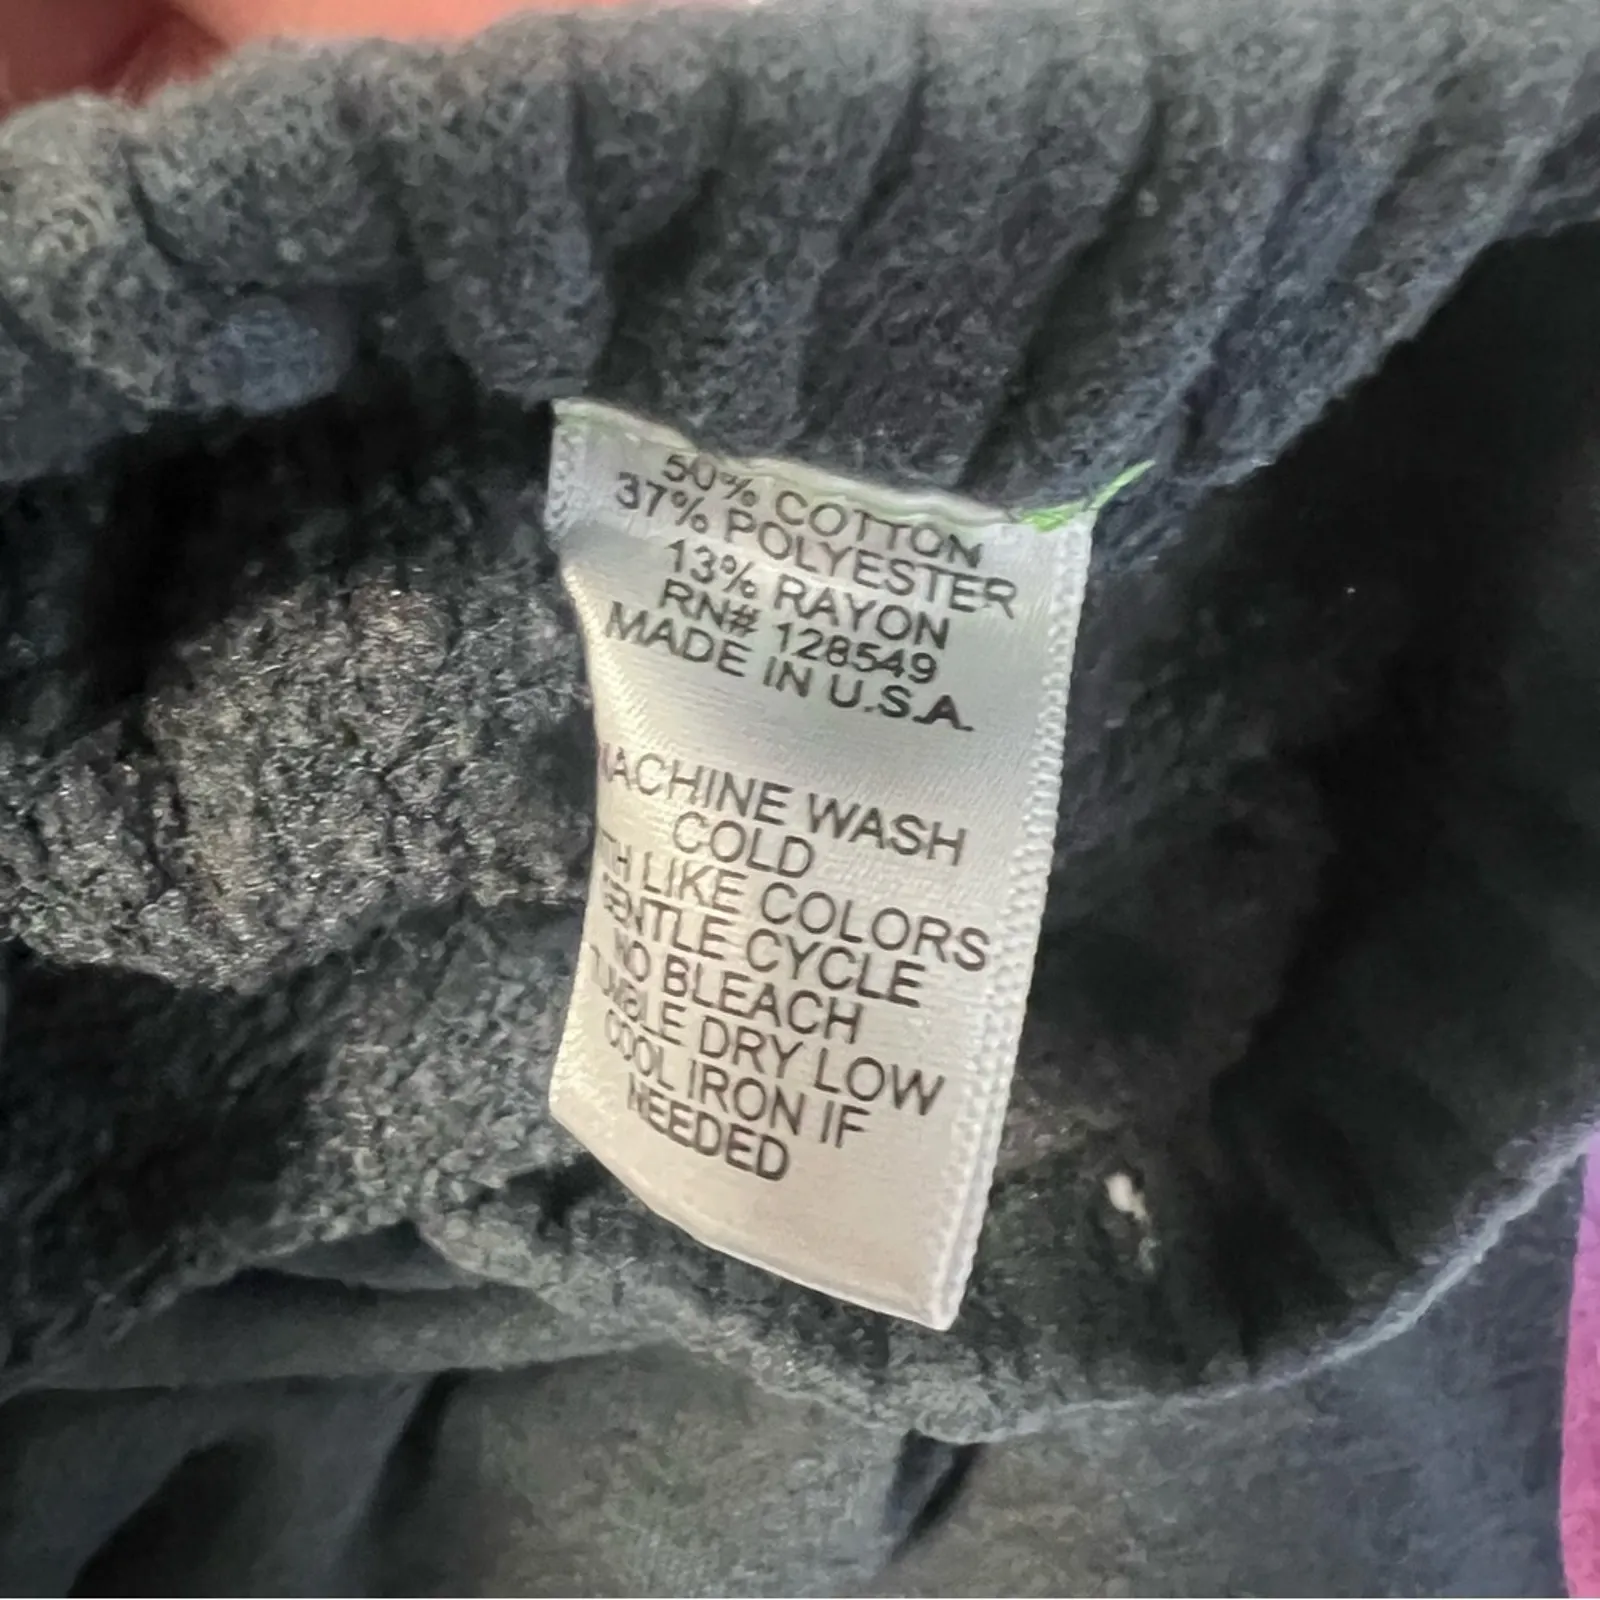 50% COTTON
37% POLYESTER
13% RAYON
RN# 128549
MADE IN U.S.A.
MACHINE WASH
COLD
WITH LIKE COLORS
GENTLE CYCLE
NO BLEACH
TUMBLE DRY LOW
COOL IRON IF
NEEDED